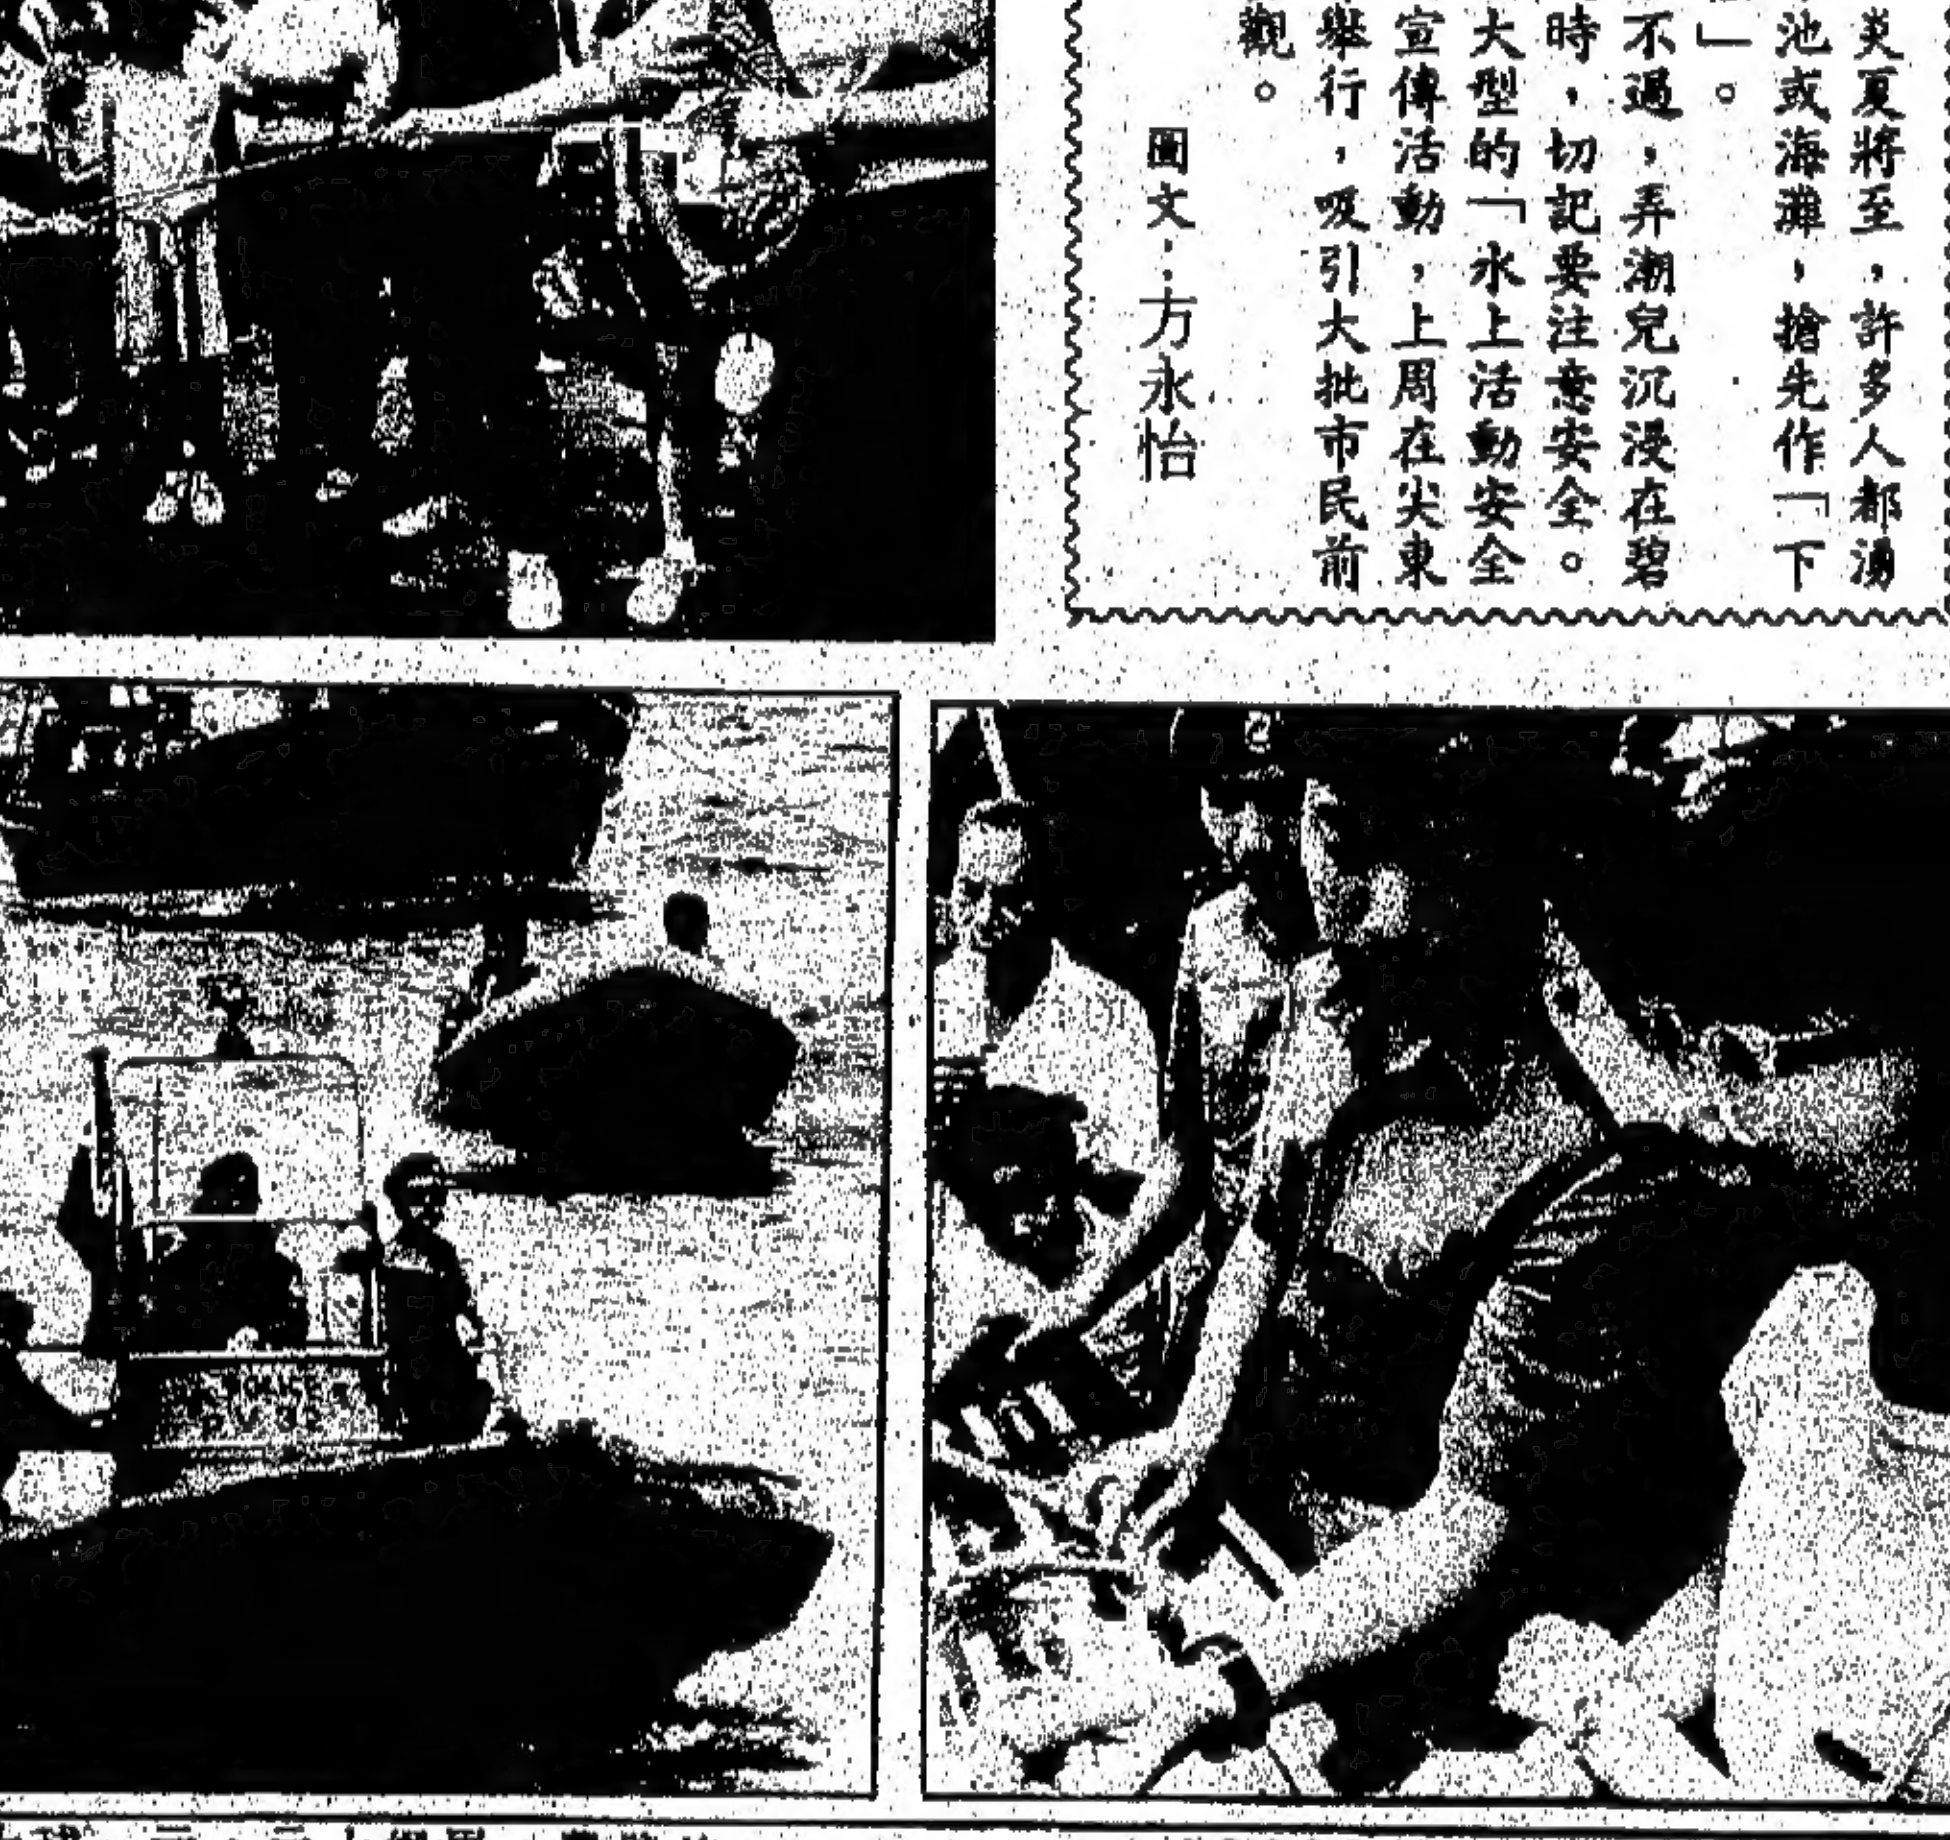 炎夏將至，許多人都湧
池或海灘，搶先作「下
」。
不過，弄潮兒沉浸在碧
時，切記要注意安全。
大型的「水上活動安全
宣傳活動，上周在尖東
舉行，吸引大批市民前
觀。
圖文：方永怡